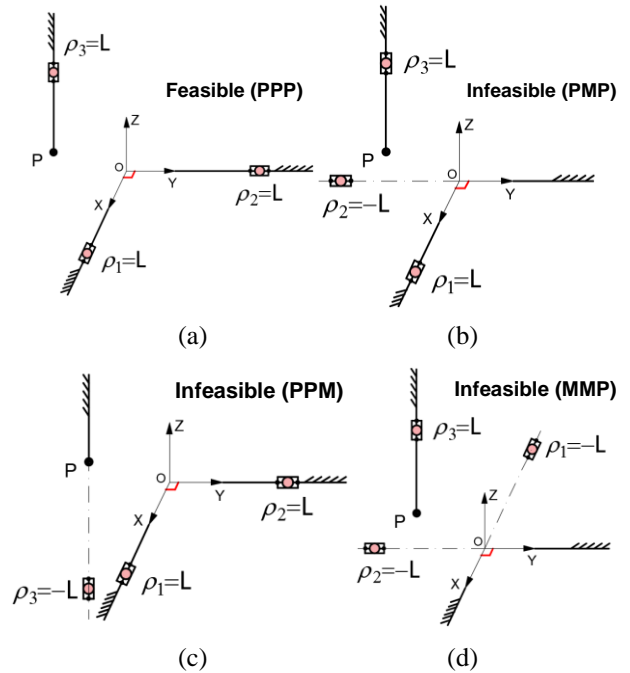 ρ3=L
Feasible (PPP)
Z
P
O
Y
X
ρ2=L
ρ1=L
(a)
ρ3=L
Infeasible (PMP)
Z
P
O
Y
ρ2=−L
X
ρ1=L
(b)
Infeasible (PPM)
Z
P
O
Y
ρ2=L
X
ρ3=−L
ρ1=L
(c)
Infeasible (MMP)
ρ3=L
ρ1=−L
Z
P
O
Y
ρ2=−L
X
(d)